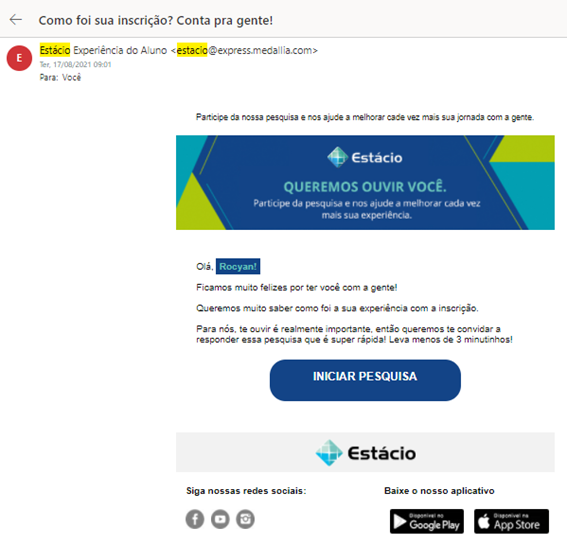 Como foi sua inscrição? Conta pra gente!
E
Estácio Experiência do Aluno <estacio@express.medallia.com>
Ter, 17/08/2021 09:01
Para: Você
Participe da nossa pesquisa e nos ajude a melhorar cade vez mais sua jornada com a gente.
Estácio
QUEREMOS OUVIR VOCÊ.
Participe da pesquisa e nos ajude a melhorar cada vez
mais sua experiência.
Olá, Rocyan!
Ficamos muito felizes por ter você com a gente!
Queremos muito saber como foi a sua experiência com a inscrição.
Para nós, te ouvir é realmente importante, então queremos te convidar a
responder essa pesquisa que é super rápida! Leva menos de 3 minutinhos!
INICIAR PESQUISA
Estácio
Siga nossas redes sociais:
Baixe o nosso aplicativo
Disponível no
Google Play
Disponível na
App Store